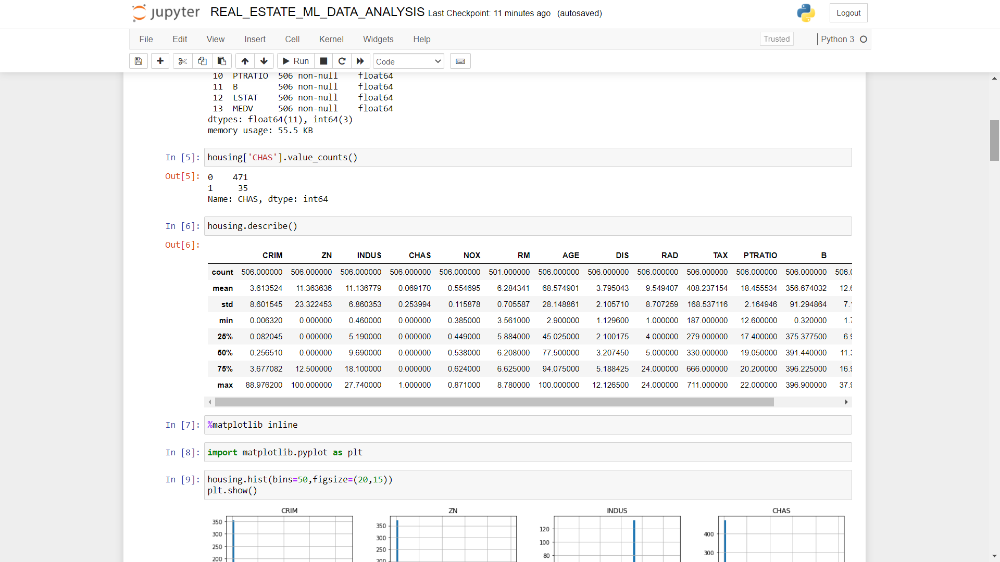 jupyter REAL_ESTATE_ML_DATA_ANALYSIS Last Checkpoint: 11 minutes ago (autosaved) Logout
File Edit View Insert Cell Kernel Widgets Help Trusted Python 3
Run Code
10 PTRATIO 506 non-null float64
11 B 506 non-null float64
12 LSTAT 506 non-null float64
13 MEDV 506 non-null float64
dtypes: float64(11), int64(3)
memory usage: 55.5 KB
In [5]: housing['CHAS'].value_counts()
Out[5]: 0 471
1 35
Name: CHAS, dtype: int64
In [6]: housing.describe()
Out[6]:
CRIM ZN INDUS CHAS NOX RM AGE DIS RAD TAX PTRATIO B
count 506.000000 506.000000 506.000000 506.000000 506.000000 501.000000 506.000000 506.000000 506.000000 506.000000 506.000000 506.000000 506.0
mean 3.613524 11.363636 11.136779 0.069170 0.554695 6.284341 68.574901 3.795043 9.549407 408.237154 18.455534 356.674032 12.6
std 8.601545 23.322453 6.860353 0.253994 0.115878 0.705587 28.148861 2.105710 8.707259 168.537116 2.164946 91.294864 7.1
min 0.006320 0.000000 0.460000 0.000000 0.385000 3.561000 2.900000 1.129600 1.000000 187.000000 12.600000 0.320000 1.7
25% 0.082045 0.000000 5.190000 0.000000 0.449000 5.884000 45.025000 2.100175 4.000000 279.000000 17.400000 375.377500 6.9
50% 0.256510 0.000000 9.690000 0.000000 0.538000 6.208000 77.500000 3.207450 5.000000 330.000000 19.050000 391.440000 11.3
75% 3.677082 12.500000 18.100000 0.000000 0.624000 6.625000 94.075000 5.188425 24.000000 666.000000 20.200000 396.225000 16.9
max 88.976200 100.000000 27.740000 1.000000 0.871000 8.780000 100.000000 12.126500 24.000000 711.000000 22.000000 396.900000 37.9
In [7]: %matplotlib inline
In [8]: import matplotlib.pyplot as plt
In [9]: housing.hist(bins=50,figsize=(20,15))
plt.show()
CRIM ZN INDUS CHAS
350 300 250 200
350 300 250 200
120 100 80
400 300